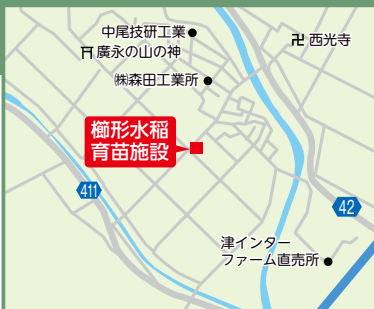 中尾技研工業
廣永の山の神
西光寺
㈱森田工業所
櫛形水稲
育苗施設
411
42
津インター
ファーム直売所